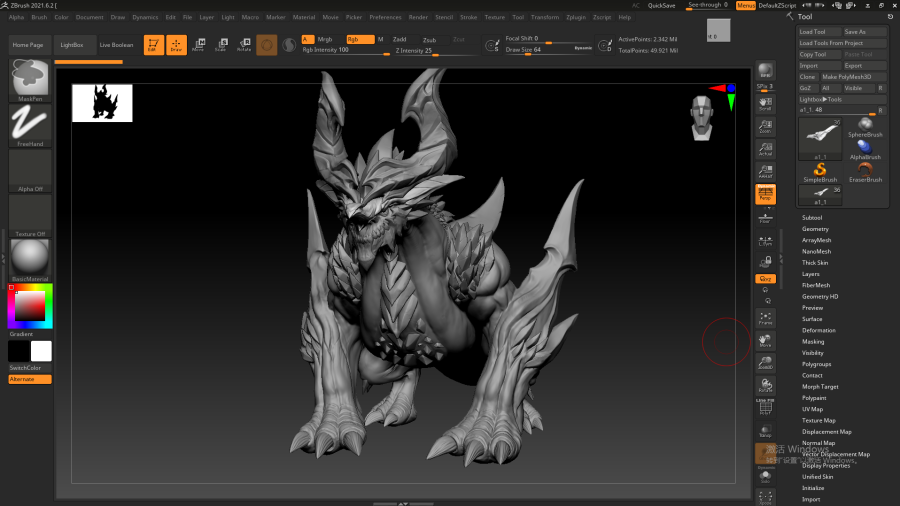 ZBrush 2021.6.2 [
AC QuickSave See-through 0 Menus DefaultZScript
Alpha Brush Color Document Draw Dynamics Edit File Layer Light Macro Marker Material Movie Picker Preferences Render Stencil Stroke Texture Tool Transform Zplugin Zscript Help
Tool
Load Tool Save As
Load Tools From Project
Copy Tool
Import Export
Clone Make PolyMesh3D
GoZ All Visible R
Lightbox▶Tools
a1_1. 48 R
36
a1_1
SphereBrush
AlphaBrush
SimpleBrush
EraserBrush
36
a1_1
Home Page LightBox Live Boolean
Edit Draw Move Scale Rotate
A Mrgb Rgb M Zadd Zsub
Rgb Intensity 100 Z Intensity 25
Focal Shift 0
Draw Size 64 Dynamic
S D
ActivePoints: 2.342 Mil
TotalPoints: 49.921 Mil
MaskPen
FreeHand
Alpha Off
Texture Off
BasicMaterial
Gradient
SwitchColor
Alternate
SPix 3
Scroll
Zoom
Actual
AAHalf
Persp
Floor
L.Sym
Frame
Move
Zoom3D
Rotate
Line Fill
PolyF
Transp
Solo
Xpose
Subtool
Geometry
ArrayMesh
NanoMesh
Thick Skin
Layers
FiberMesh
Geometry HD
Preview
Surface
Deformation
Masking
Visibility
Polygroups
Contact
Morph Target
Polypaint
UV Map
Texture Map
Displacement Map
Normal Map
Vector Displacement Map
Display Properties
Unified Skin
Initialize
Import
激活 Windows
转到"设置"以激活 Windows。